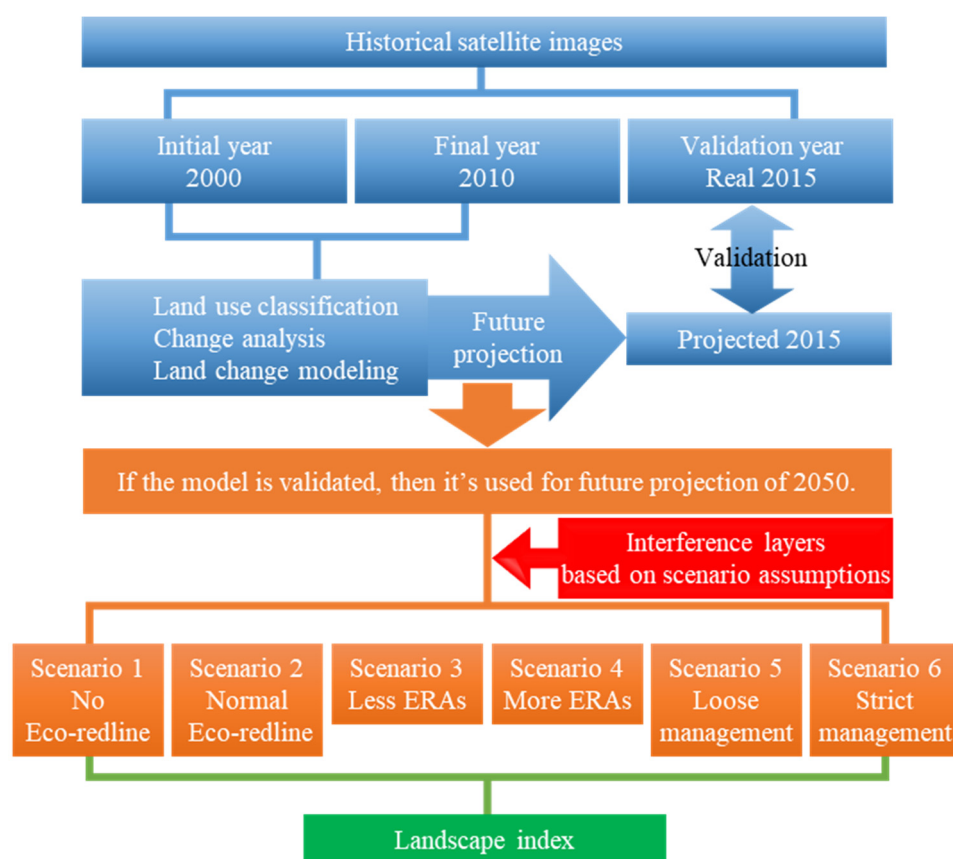 Historical satellite images
Initial year
2000
Final year
2010
Validation year
Real 2015
Validation
Land use classification
Change analysis
Land change modeling
Future
projection
Projected 2015
If the model is validated, then it's used for future projection of 2050.
Interference layers
based on scenario assumptions
Scenario 1
No
Eco-redline
Scenario 2
Normal
Eco-redline
Scenario 3
Less ERAs
Scenario 4
More ERAs
Scenario 5
Loose
management
Scenario 6
Strict
management
Landscape index